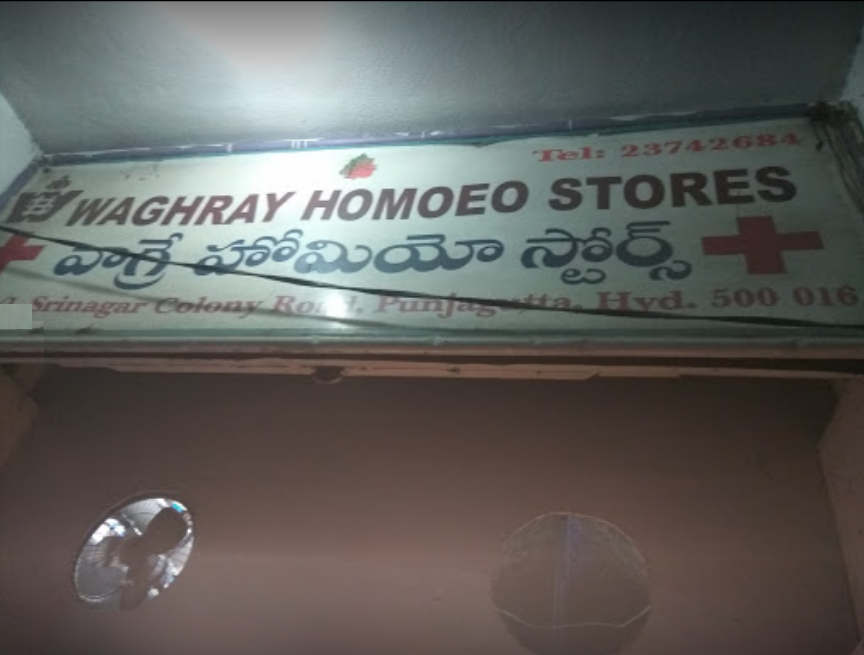 Tel: 23742684
WAGHRAY HOMOEO STORES
వాగ్రే హోమియో స్టోర్స్
Srinagar Colony Road, Punjagutta, Hyd. 500 016